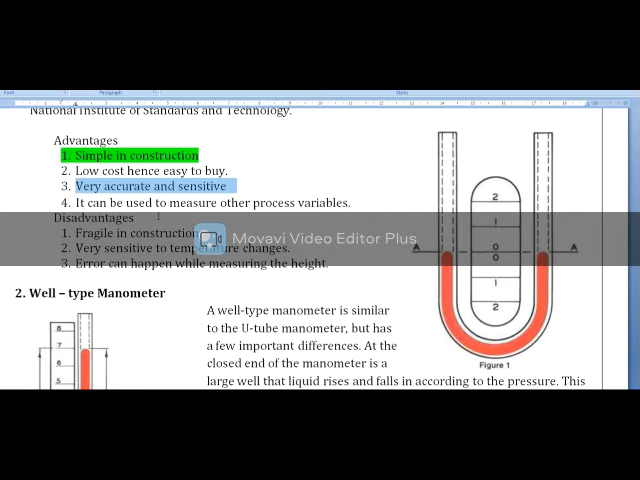 Font
Paragraph
Styles
National Institute of Standards and Technology.
Advantages
1. Simple in construction
2. Low cost hence easy to buy.
3. Very accurate and sensitive
4. It can be used to measure other process variables.
Disadvantages
1. Fragile in construction
2. Very sensitive to temperature changes.
3. Error can happen while measuring the height.
Movavi Video Editor Plus
2
1
A 0 A
0
1
2
Figure 1
2. Well – type Manometer
8
7
6
5
A well-type manometer is similar
to the U-tube manometer, but has
a few important differences. At the
closed end of the manometer is a
large well that liquid rises and falls in according to the pressure. This